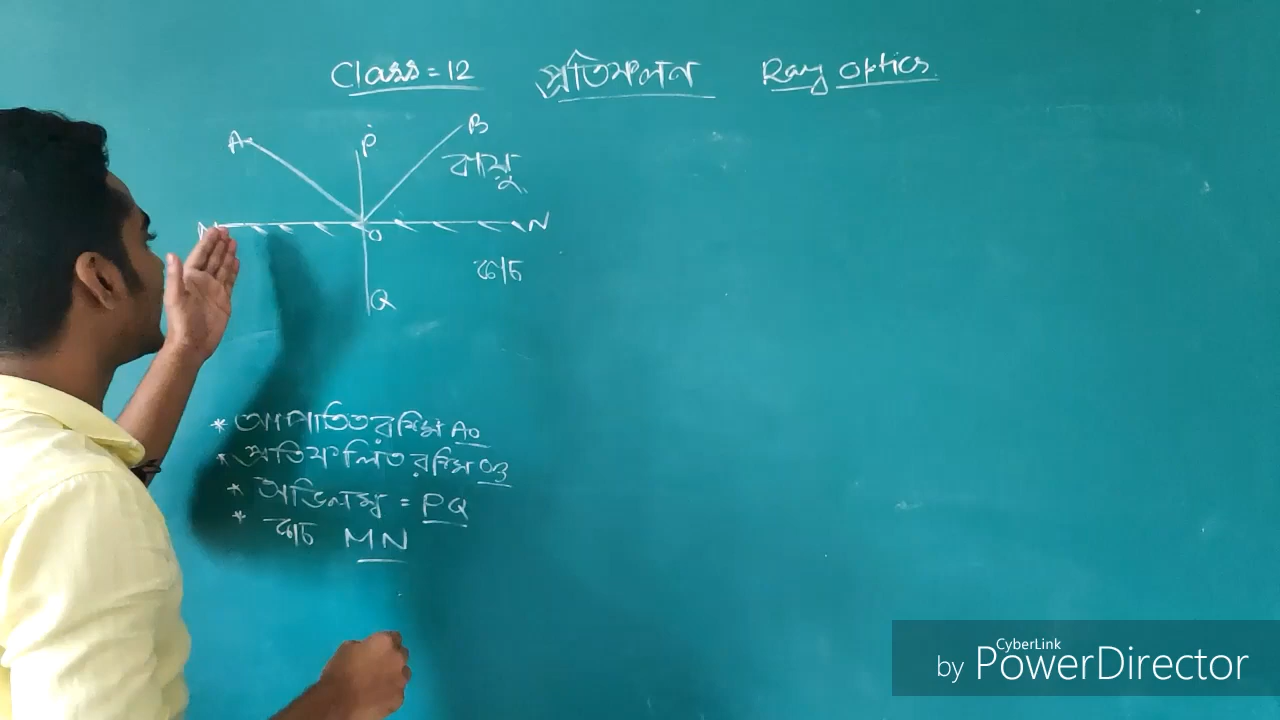 Class = 12 প্রতিফলন Ray Optics
A P B
বায়ু
N
O
কাচ
Q
* আপাতিত রশ্মি AO
* প্রতিফলিত রশ্মি OB
* অভিলম্ব = PQ
* কাচ MN
CyberLink
by PowerDirector